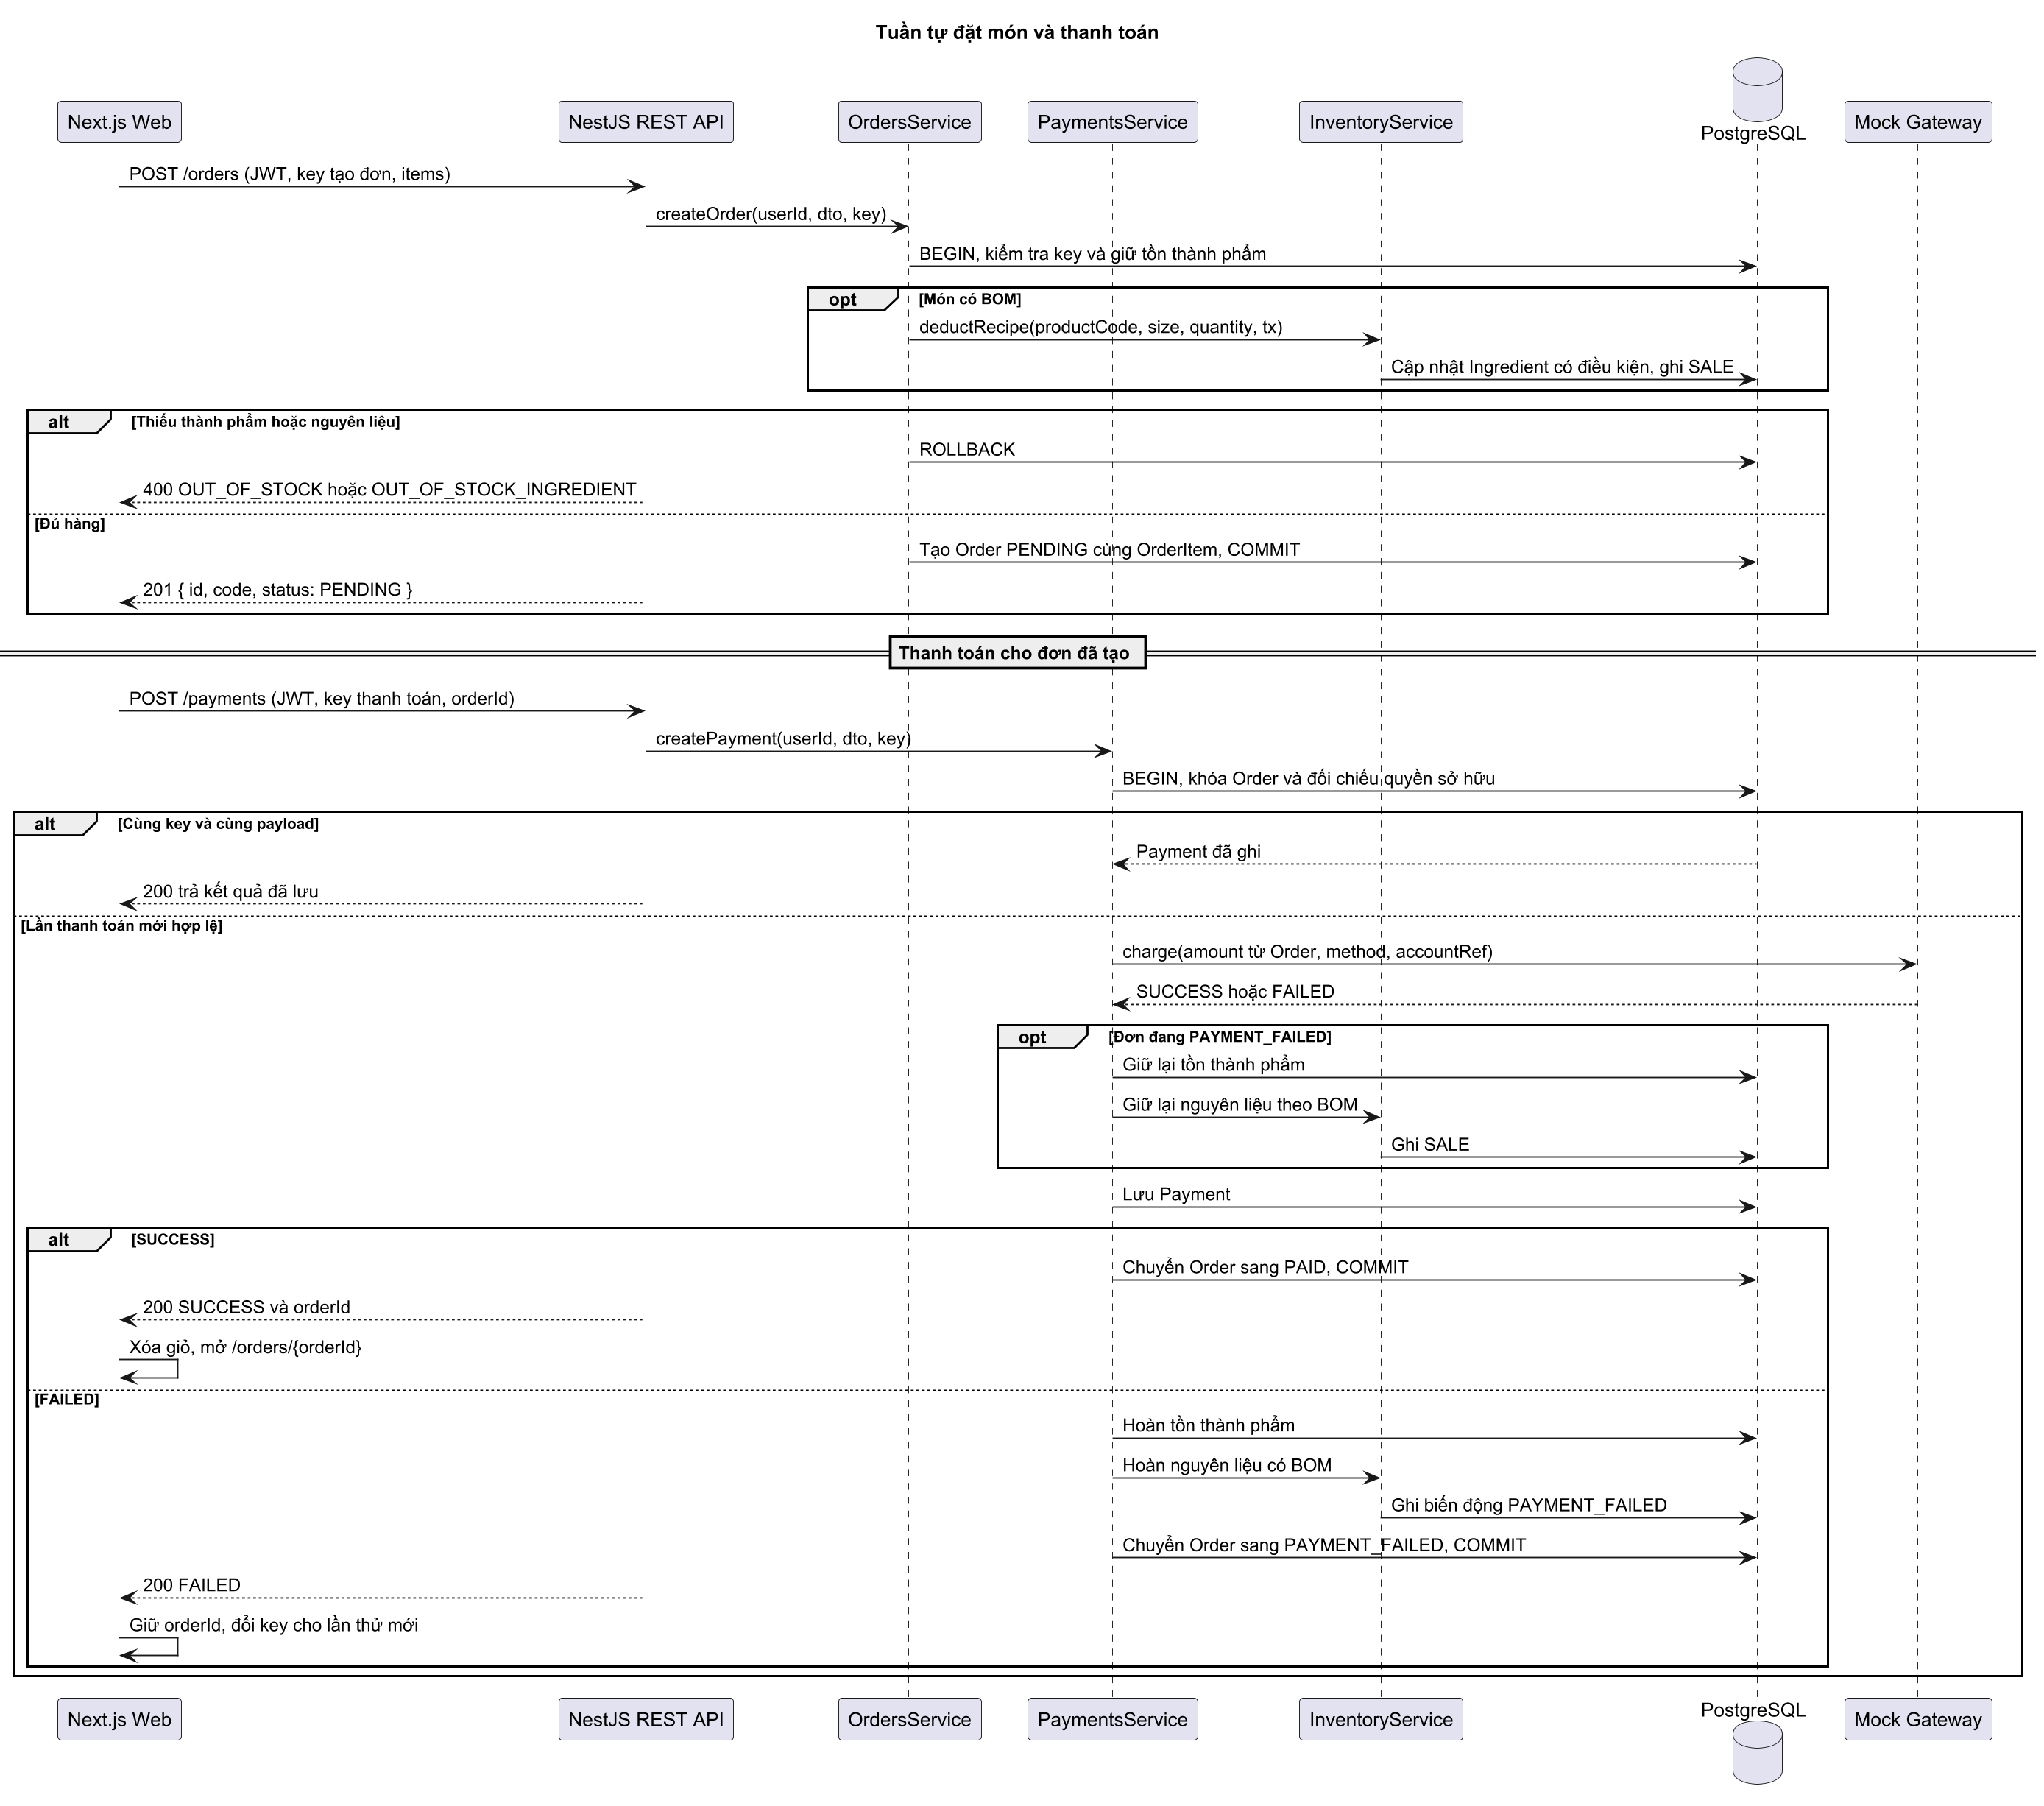 Tuần tự đặt món và thanh toán
Next.js Web
NestJS REST API
OrdersService
PaymentsService
InventoryService
PostgreSQL
Mock Gateway
POST /orders (JWT, key tạo đơn, items)
createOrder(userId, dto, key)
BEGIN, kiểm tra key và giữ tồn thành phẩm
opt [Món có BOM]
deductRecipe(productCode, size, quantity, tx)
Cập nhật Ingredient có điều kiện, ghi SALE
alt [Thiếu thành phẩm hoặc nguyên liệu]
ROLLBACK
400 OUT_OF_STOCK hoặc OUT_OF_STOCK_INGREDIENT
[Đủ hàng]
Tạo Order PENDING cùng OrderItem, COMMIT
201 { id, code, status: PENDING }
Thanh toán cho đơn đã tạo
POST /payments (JWT, key thanh toán, orderId)
createPayment(userId, dto, key)
BEGIN, khóa Order và đối chiếu quyền sở hữu
alt [Cùng key và cùng payload]
Payment đã ghi
200 trả kết quả đã lưu
[Lần thanh toán mới hợp lệ]
charge(amount từ Order, method, accountRef)
SUCCESS hoặc FAILED
opt [Đơn đang PAYMENT_FAILED]
Giữ lại tồn thành phẩm
Giữ lại nguyên liệu theo BOM
Ghi SALE
Lưu Payment
alt [SUCCESS]
Chuyển Order sang PAID, COMMIT
200 SUCCESS và orderId
Xóa giỏ, mở /orders/{orderId}
[FAILED]
Hoàn tồn thành phẩm
Hoàn nguyên liệu có BOM
Ghi biến động PAYMENT_FAILED
Chuyển Order sang PAYMENT_FAILED, COMMIT
200 FAILED
Giữ orderId, đổi key cho lần thử mới
Next.js Web
NestJS REST API
OrdersService
PaymentsService
InventoryService
PostgreSQL
Mock Gateway